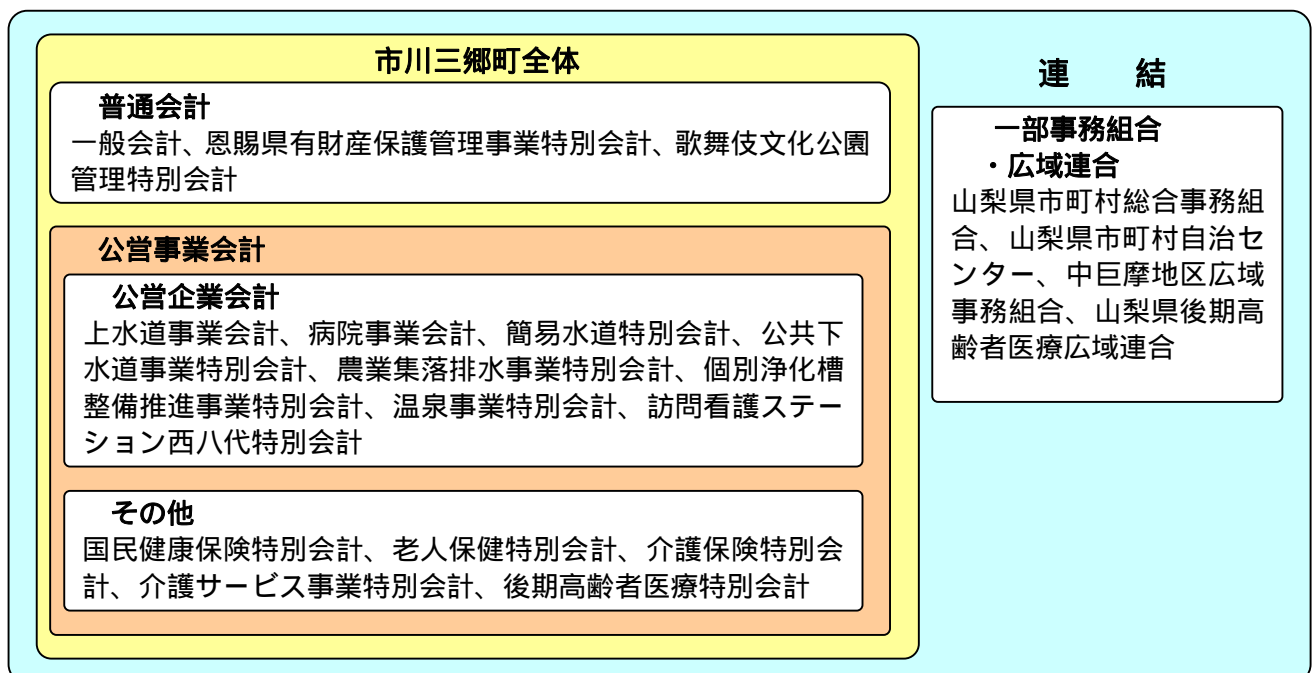 市川三郷町全体
普通会計
一般会計、恩賜県有財産保護管理事業特別会計、歌舞伎文化公園
管理特別会計
公営事業会計
公営企業会計
上水道事業会計、病院事業会計、簡易水道特別会計、公共下
水道事業特別会計、農業集落排水事業特別会計、個別浄化槽
整備推進事業特別会計、温泉事業特別会計、訪問看護ステー
ション西八代特別会計
その他
国民健康保険特別会計、老人保健特別会計、介護保険特別会
計、介護サービス事業特別会計、後期高齢者医療特別会計
連 結
一部事務組合
・広域連合
山梨県市町村総合事務組
合、山梨県市町村自治セ
ンター、中巨摩地区広域
事務組合、山梨県後期高
齢者医療広域連合